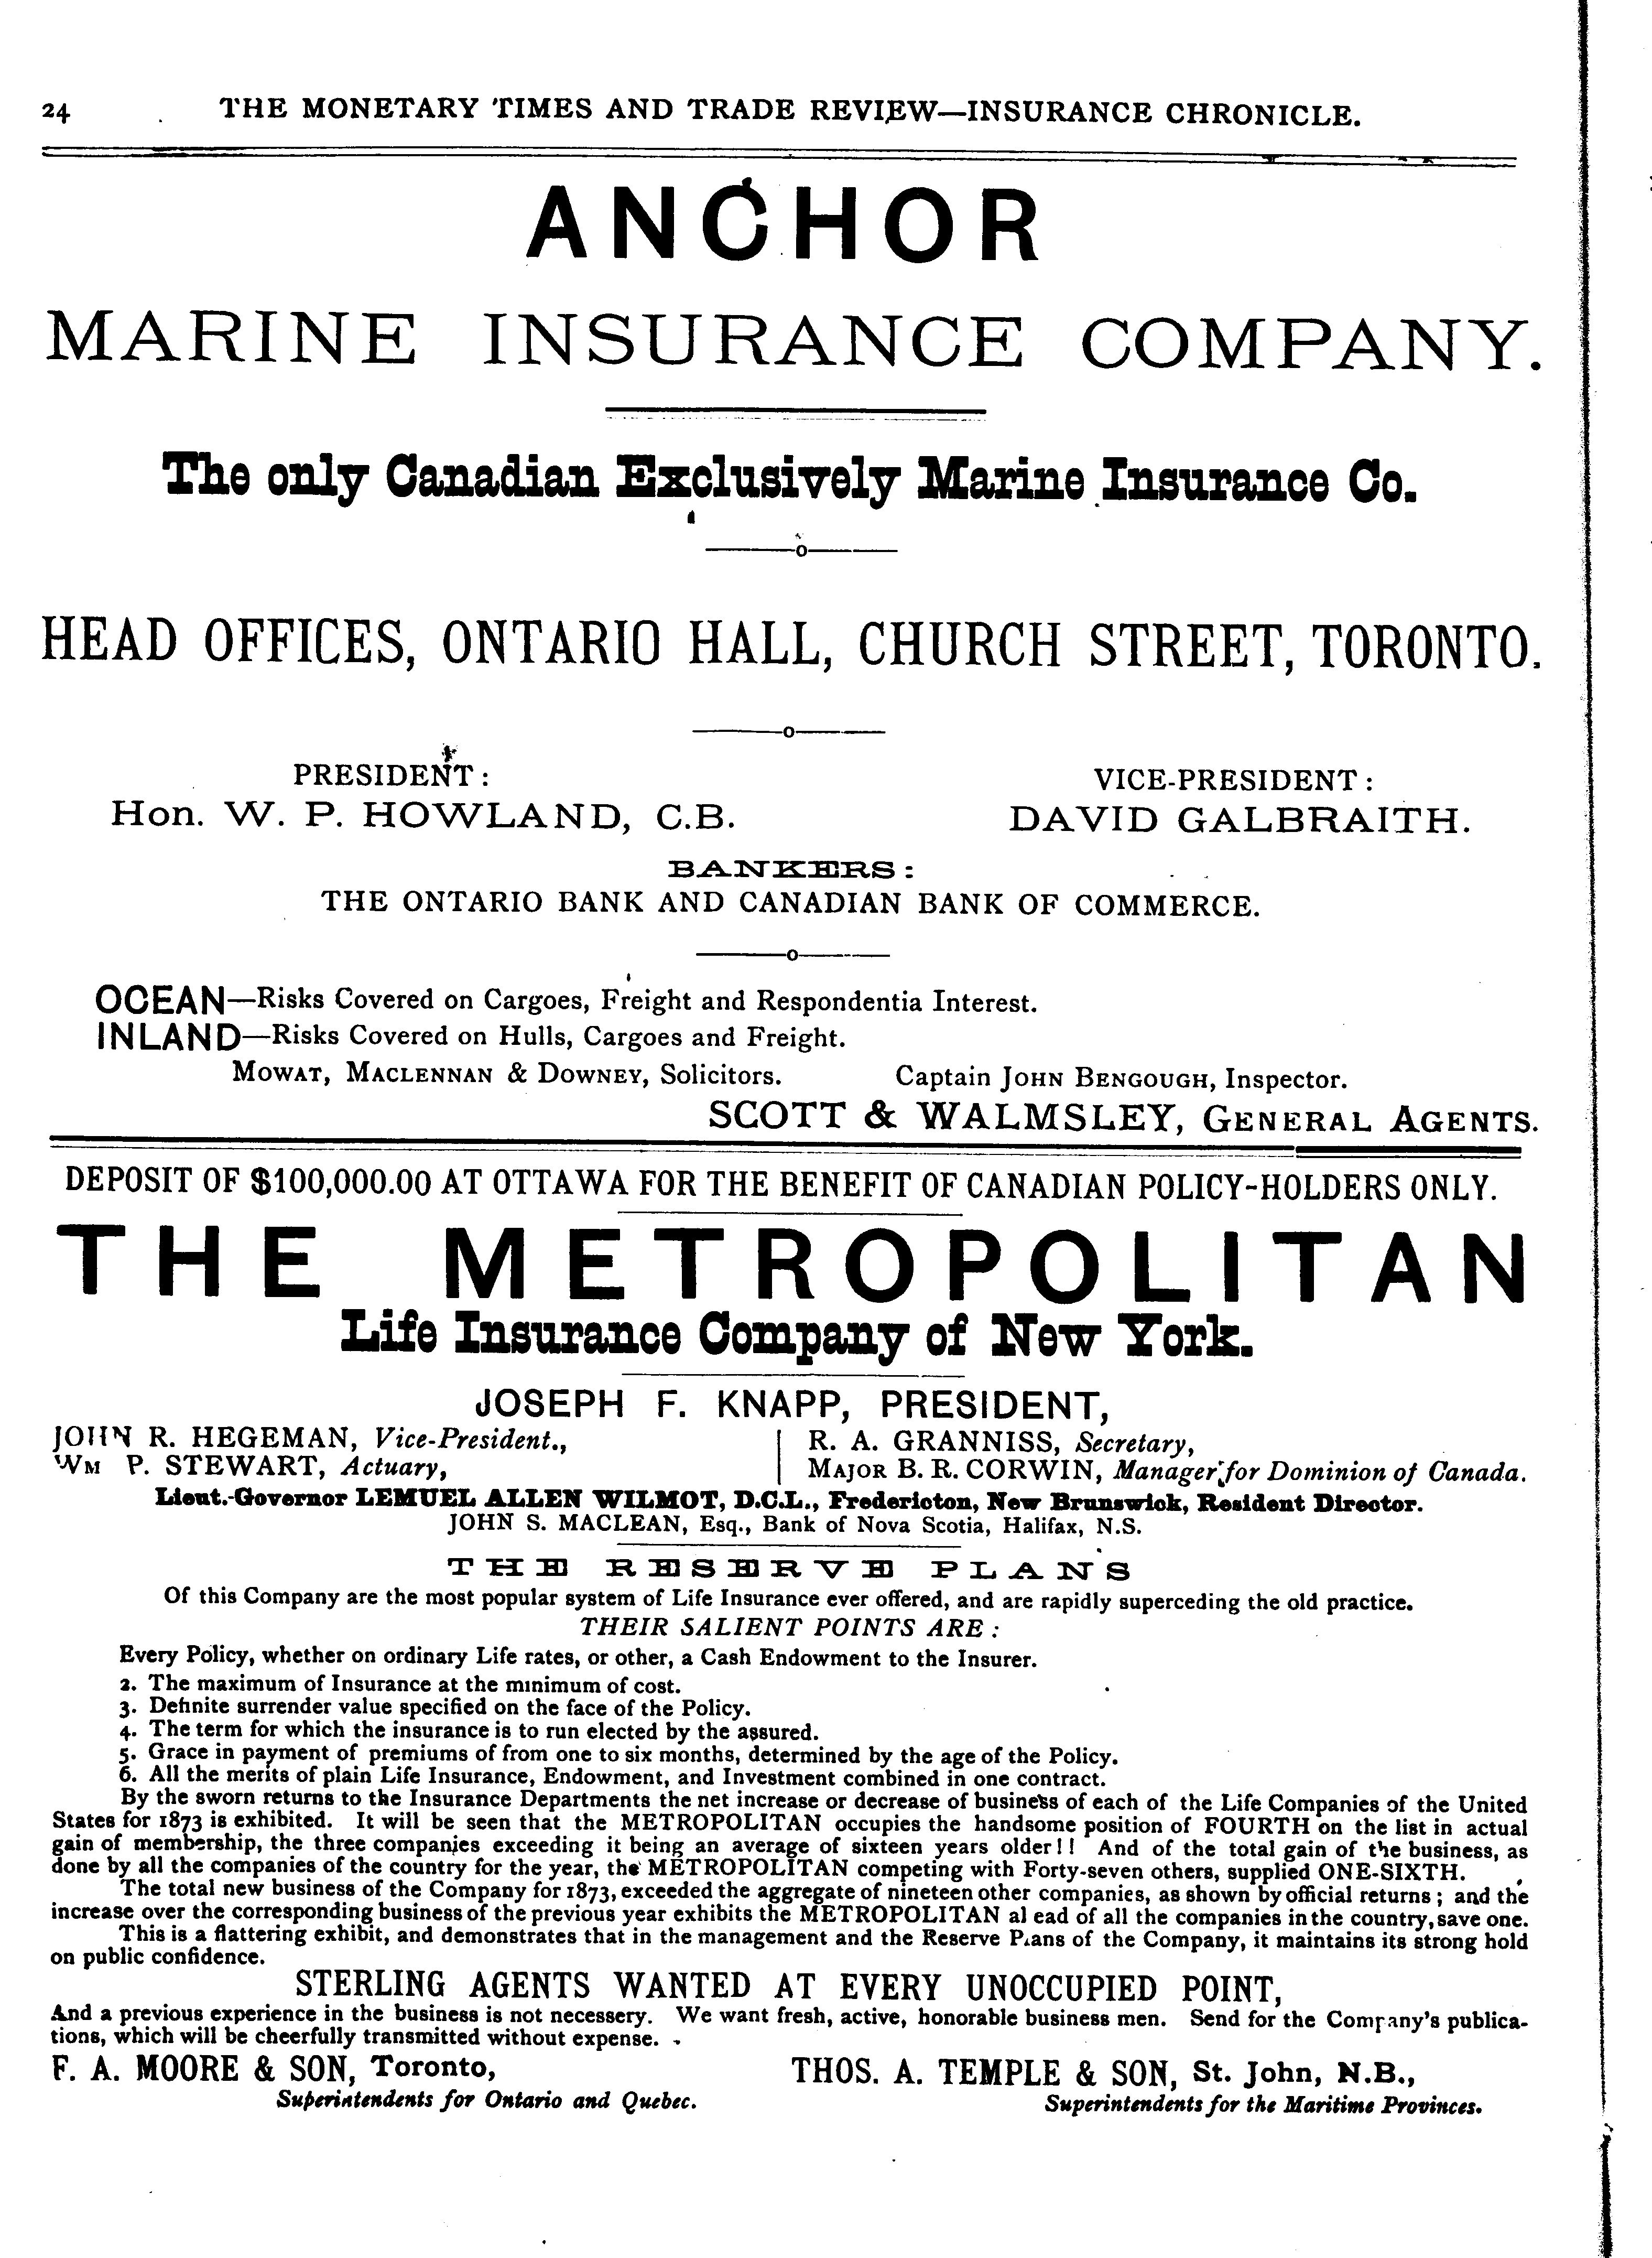 24 THE MONETARY TIMES AND TRADE REVIEW—INSURANCE CHRONICLE.
ANCHOR
MARINE INSURANCE COMPANY.
The only Canadian Exclusively Marine Insurance Co.
HEAD OFFICES, ONTARIO HALL, CHURCH STREET, TORONTO.
PRESIDENT: VICE-PRESIDENT:
Hon. W. P. HOWLAND, C.B. DAVID GALBRAITH.
BANKERS:
THE ONTARIO BANK AND CANADIAN BANK OF COMMERCE.
OCEAN—Risks Covered on Cargoes, Freight and Respondentia Interest.
INLAND—Risks Covered on Hulls, Cargoes and Freight.
MOWAT, MACLENNAN & DOWNEY, Solicitors. Captain JOHN BENGOUGH, Inspector.
SCOTT & WALMSLEY, GENERAL AGENTS.
DEPOSIT OF $100,000.00 AT OTTAWA FOR THE BENEFIT OF CANADIAN POLICY-HOLDERS ONLY.
THE METROPOLITAN
Life Insurance Company of New York.
JOSEPH F. KNAPP, PRESIDENT,
JOHN R. HEGEMAN, Vice-President., R. A. GRANNISS, Secretary,
WM P. STEWART, Actuary, MAJOR B. R. CORWIN, Manager for Dominion of Canada.
Lieut.-Governor LEMUEL ALLEN WILMOT, D.C.L., Fredericton, New Brunswick, Resident Director.
JOHN S. MACLEAN, Esq., Bank of Nova Scotia, Halifax, N.S.
THE RESERVE PLANS
Of this Company are the most popular system of Life Insurance ever offered, and are rapidly superceding the old practice.
THEIR SALIENT POINTS ARE:
Every Policy, whether on ordinary Life rates, or other, a Cash Endowment to the Insurer.
2. The maximum of Insurance at the minimum of cost.
3. Definite surrender value specified on the face of the Policy.
4. The term for which the insurance is to run elected by the assured.
5. Grace in payment of premiums of from one to six months, determined by the age of the Policy.
6. All the merits of plain Life Insurance, Endowment, and Investment combined in one contract.
By the sworn returns to the Insurance Departments the net increase or decrease of business of each of the Life Companies of the United
States for 1873 is exhibited. It will be seen that the METROPOLITAN occupies the handsome position of FOURTH on the list in actual
gain of membership, the three companies exceeding it being an average of sixteen years older!! And of the total gain of the business, as
done by all the companies of the country for the year, the METROPOLITAN competing with Forty-seven others, supplied ONE-SIXTH.
The total new business of the Company for 1873, exceeded the aggregate of nineteen other companies, as shown by official returns; and the
increase over the corresponding business of the previous year exhibits the METROPOLITAN al ead of all the companies in the country, save one.
This is a flattering exhibit, and demonstrates that in the management and the Reserve Plans of the Company, it maintains its strong hold
on public confidence.
STERLING AGENTS WANTED AT EVERY UNOCCUPIED POINT,
And a previous experience in the business is not necessery. We want fresh, active, honorable business men. Send for the Company's publica-
tions, which will be cheerfully transmitted without expense.
F. A. MOORE & SON, Toronto, THOS. A. TEMPLE & SON, St. John, N.B.,
Superintendents for Ontario and Quebec. Superintendents for the Maritime Provinces.